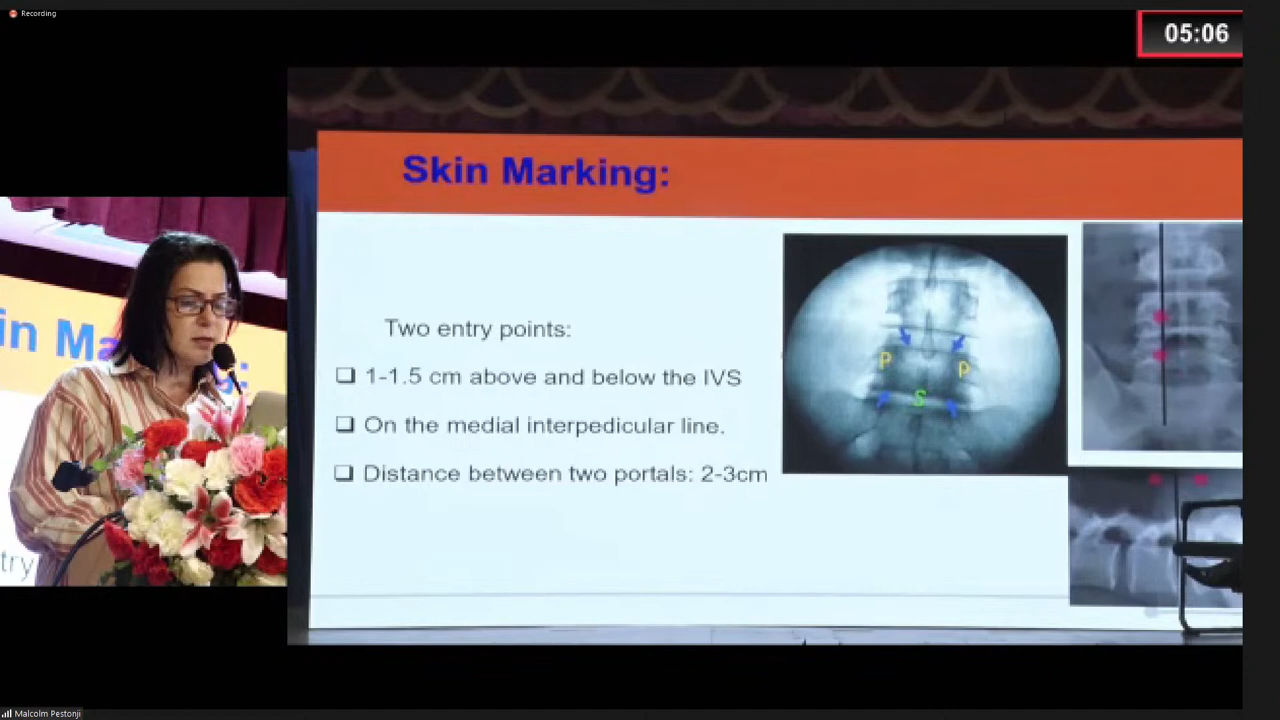 Recording
05:06
Skin Marking:
in Ma
Two entry points:
❑ 1-1.5 cm above and below the IVS
❑ On the medial interpedicular line.
❑ Distance between two portals: 2-3cm
P
P
S
try
Malcolm Pestonji